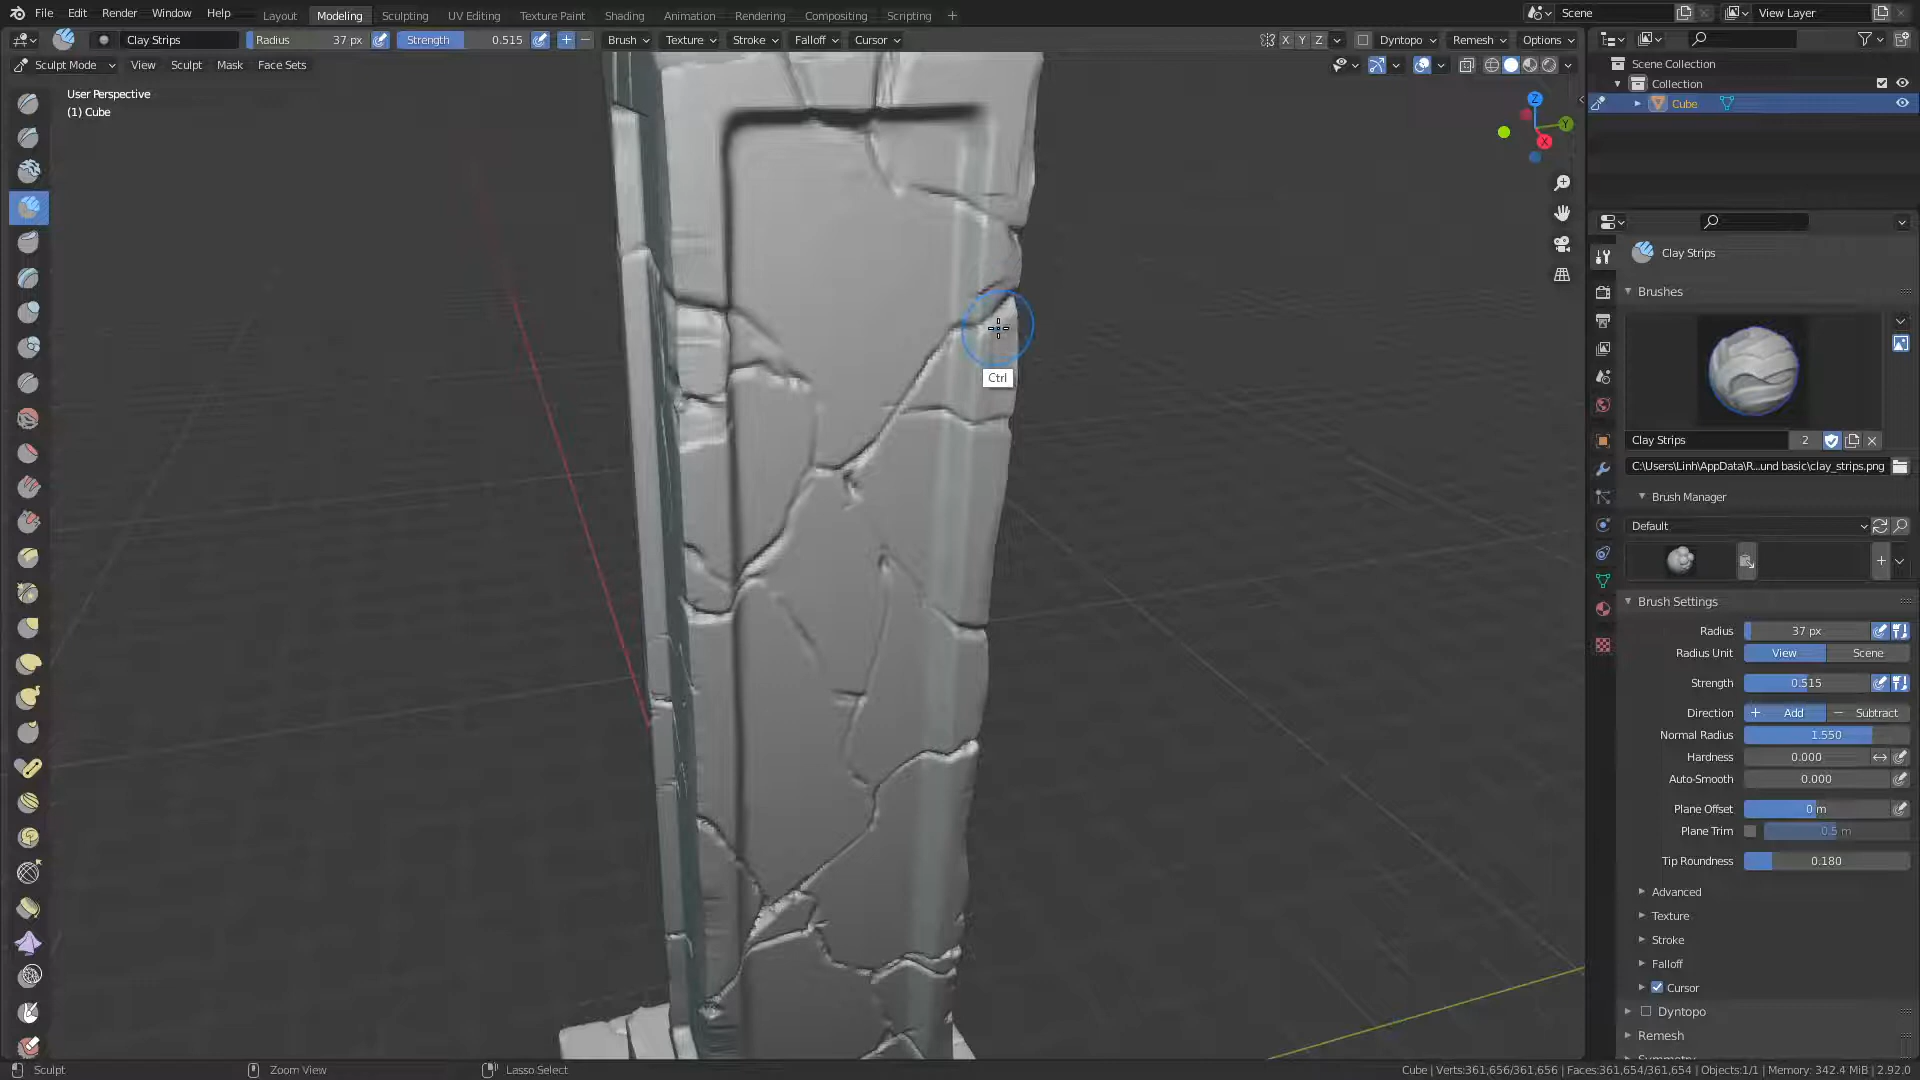 File Edit Render Window Help Layout Modeling Sculpting UV Editing Texture Paint Shading Animation Rendering Compositing Scripting + Scene View Layer
Clay Strips Radius 37 px Strength 0.515 Brush Texture Stroke Falloff Cursor X Y Z Dyntopo Remesh Options
Sculpt Mode View Sculpt Mask Face Sets
User Perspective
(1) Cube
Z
Y
X
Ctrl
Scene Collection
Collection
Cube
Clay Strips
Brushes
Clay Strips 2
C:\Users\Linh\AppData\R...und basic\clay_strips.png
Brush Manager
Default
Brush Settings
Radius 37 px
Radius Unit View Scene
Strength 0.515
Direction + Add − Subtract
Normal Radius 1.550
Hardness 0.000
Auto-Smooth 0.000
Plane Offset 0 m
Plane Trim 0.5 m
Tip Roundness 0.180
Advanced
Texture
Stroke
Falloff
Cursor
Dyntopo
Remesh
Symmetry
Sculpt Zoom View Lasso Select Cube | Verts:361,656/361,656 | Faces:361,654/361,654 | Objects:1/1 | Memory: 342.4 MiB | 2.92.0